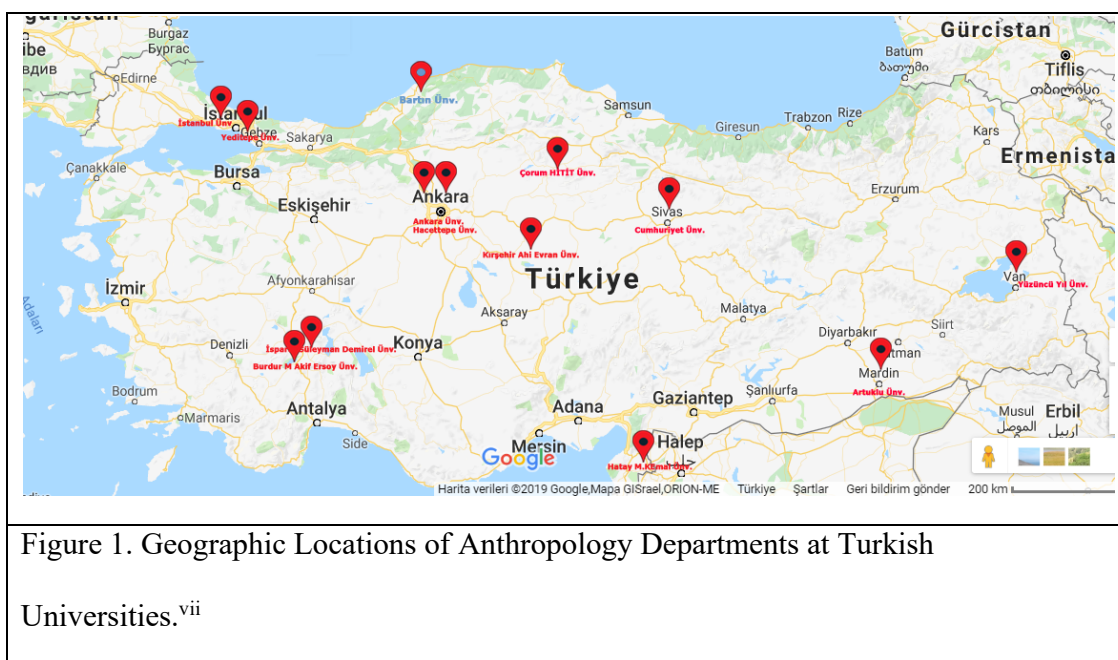 Gürcistan
Burgaz
Бургас
ibe
вдив
Edirne
Batum
ბათუმი
Tiflis
თბილისი
Bartın Ünv.
İstanbul
İstanbul Ünv.
Yeditepe Ünv.
Gebze
Sakarya
Samsun
Giresun
Trabzon
Rize
Kars
Ermenista
Çanakkale
Bursa
Eskişehir
Ankara
Ankara Ünv.
Hacettepe Ünv.
Çorum HİTİT Ünv.
Sivas
Cumhuriyet Ünv.
Erzurum
Kırşehir Ahi Evran Ünv.
Türkiye
Van
Yüzüncü Yıl Ünv.
Adaları
İzmir
Afyonkarahisar
Aksaray
Malatya
Diyarbakır
Siirt
Denizli
Süleyman Demirel Ünv.
Burdur M Akif Ersoy Ünv.
Konya
Mardin
Artuklu Ünv.
Bodrum
Marmaris
Antalya
Side
Adana
Mersin
Gaziantep
Şanlıurfa
Musul
الموصل
Erbil
اربيل
Halep
Hatay M.Kemal Ünv.
Google
Harita verileri ©2019 Google,Mapa GISrael,ORION-ME Türkiye Şartlar Geri bildirim gönder 200 km
Figure 1. Geographic Locations of Anthropology Departments at Turkish
Universities.vii